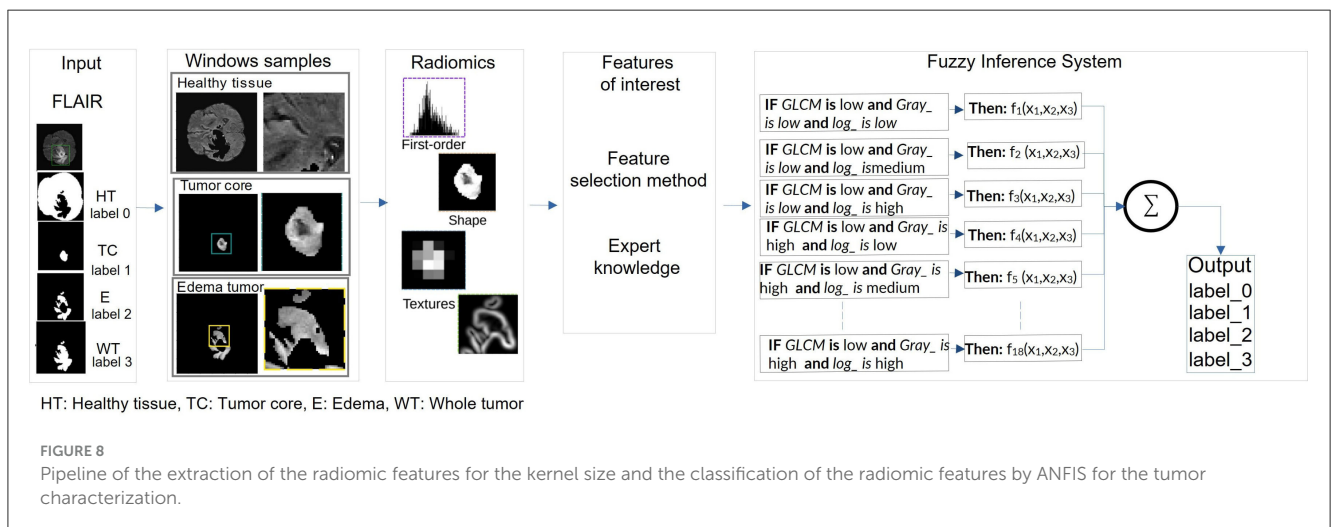 Input
FLAIR
HT
label 0
TC
label 1
E
label 2
WT
label 3
Windows samples
Healthy tissue
Tumor core
Edema tumor
Radiomics
First-order
Shape
Textures
Features
of interest
Feature
selection method
Expert
knowledge
Fuzzy Inference System
IF GLCM is low and Gray_
is low and log_ is low
Then: f1(x1,x2,x3)
IF GLCM is low and Gray_
is low and log_ ismedium
Then: f2 (x1,x2,x3)
IF GLCM is low and Gray_
is low and log_ is high
Then: f3(x1,x2,x3)
IF GLCM is low and Gray_ is
high and log_ is low
Then: f4(x1,x2,x3)
IF GLCM is low and Gray_ is
high and log_ is medium
Then: f5 (x1,x2,x3)
IF GLCM is low and Gray_ is
high and log_ is high
Then: f18(x1,x2,x3)
Σ
Output
label_0
label_1
label_2
label_3
HT: Healthy tissue, TC: Tumor core, E: Edema, WT: Whole tumor
FIGURE 8
Pipeline of the extraction of the radiomic features for the kernel size and the classification of the radiomic features by ANFIS for the tumor
characterization.